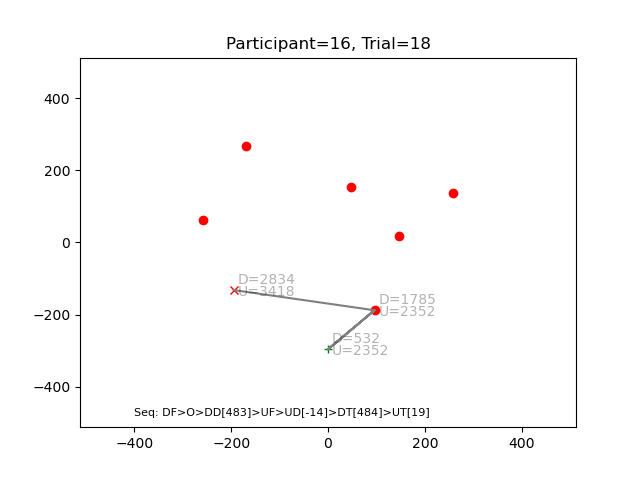 Participant=16, Trial=18
400
200
0
−200
−400
D=2834
U=3418
D=1785
U=2352
D=532
U=2352
Seq: DF>O>DD[483]>UF>UD[-14]>DT[484]>UT[19]
−400 −200 0 200 400